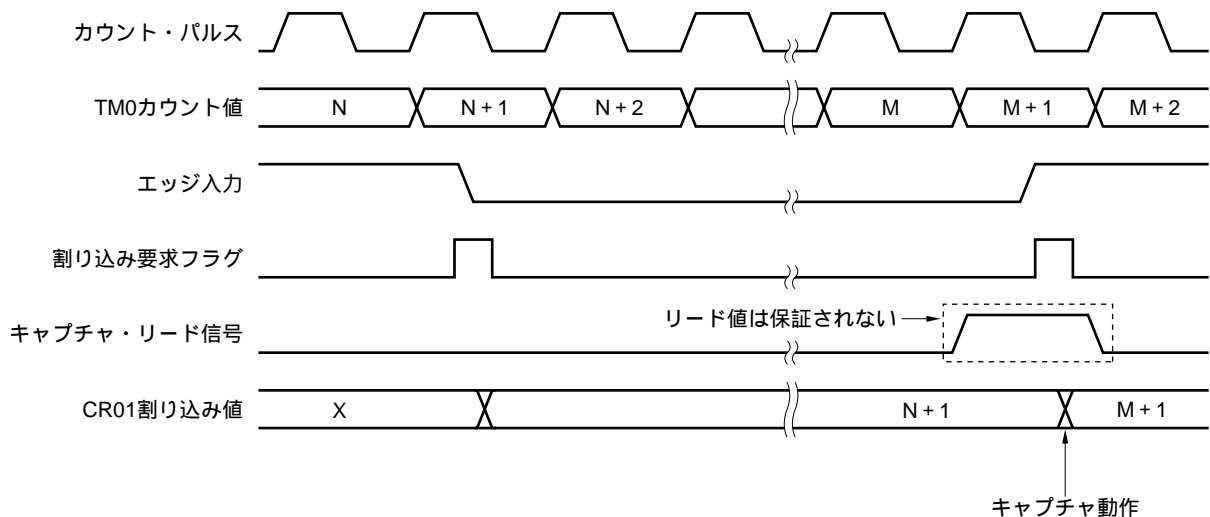 カウント・パルス
TM0カウント値 N N + 1 N + 2 M M + 1 M + 2
エッジ入力
割り込み要求フラグ
リード値は保証されない
キャプチャ・リード信号
CR01割り込み値 X N + 1 M + 1
キャプチャ動作